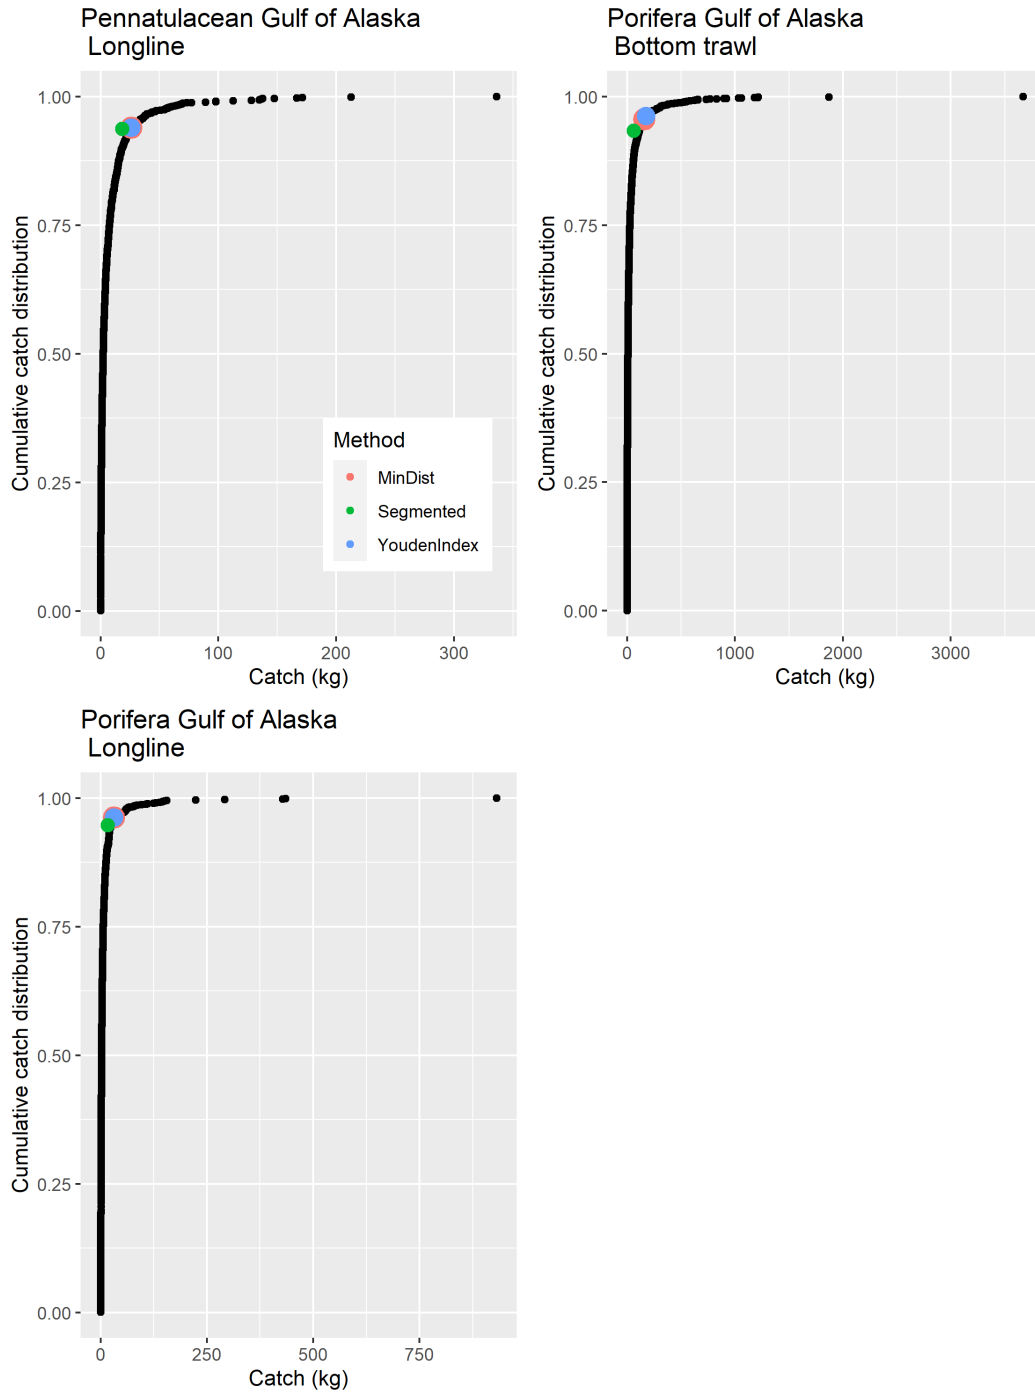 Pennatulacean Gulf of Alaska
Longline
Cumulative catch distribution
1.00
0.75
0.50
0.25
0.00
Method
MinDist
Segmented
YoudenIndex
0 100 200 300
Catch (kg)
Porifera Gulf of Alaska
Bottom trawl
Cumulative catch distribution
1.00
0.75
0.50
0.25
0.00
0 1000 2000 3000
Catch (kg)
Porifera Gulf of Alaska
Longline
Cumulative catch distribution
1.00
0.75
0.50
0.25
0.00
0 250 500 750
Catch (kg)